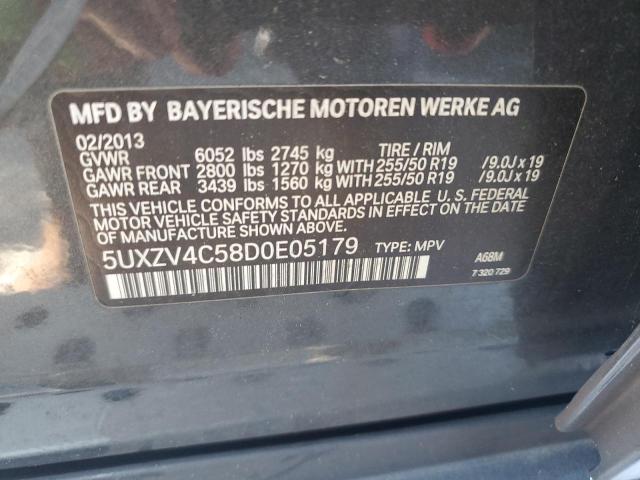 MFD BY BAYERISCHE MOTOREN WERKE AG
02/2013 TIRE / RIM
GVWR 6052 lbs 2745 kg
GAWR FRONT 2800 lbs 1270 kg WITH 255/50 R19 /9.0J x 19
GAWR REAR 3439 lbs 1560 kg WITH 255/50 R19 /9.0J x 19
THIS VEHICLE CONFORMS TO ALL APPLICABLE U.S. FEDERAL
MOTOR VEHICLE SAFETY STANDARDS IN EFFECT ON THE DATE
OF MANUFACTURE SHOWN ABOVE.
5UXZV4C58D0E05179 TYPE: MPV A68M
7 320 729